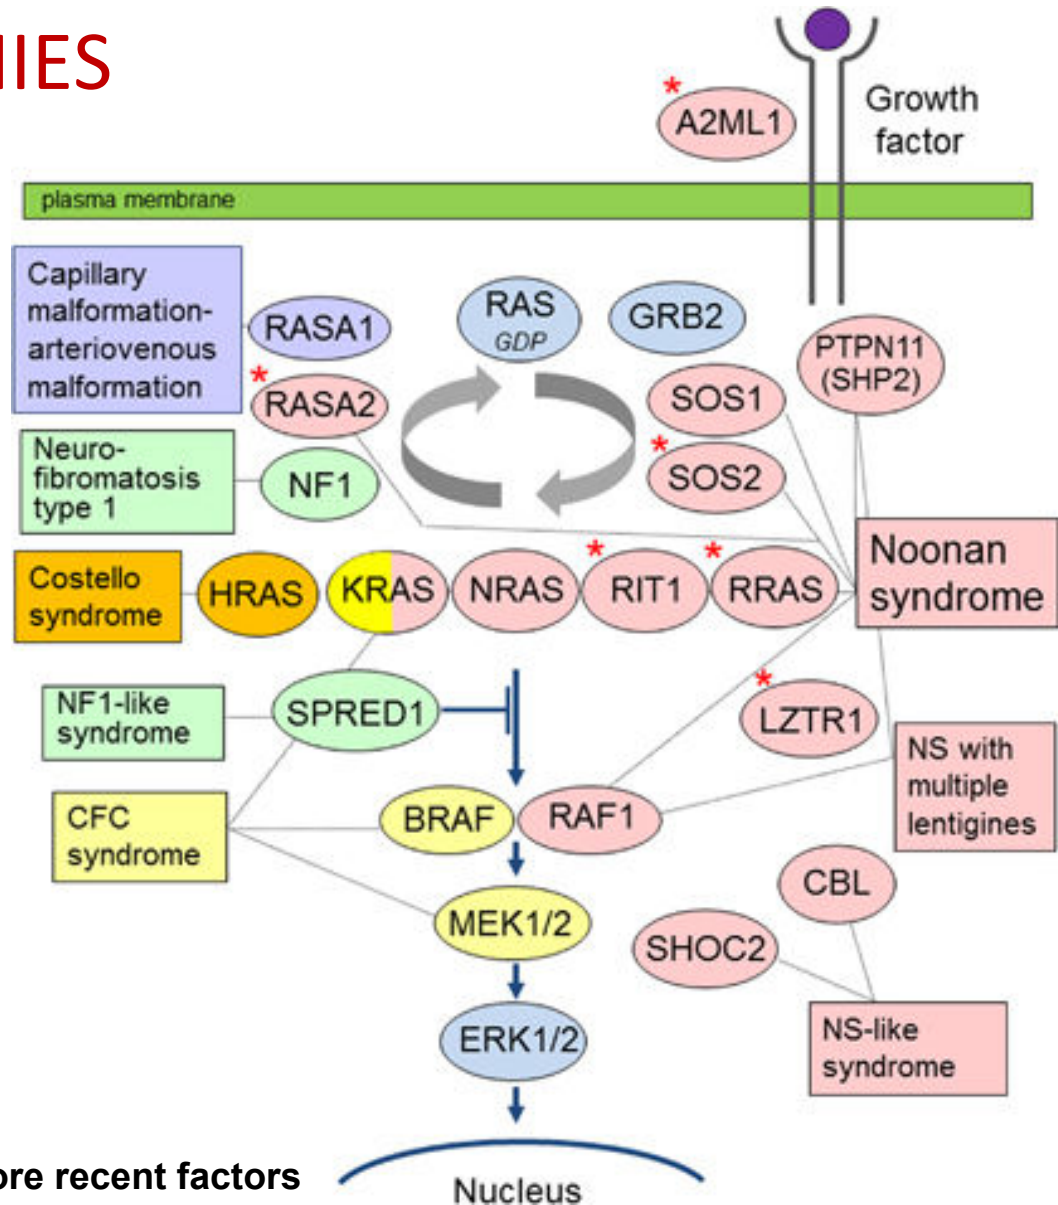 NIES
*
A2ML1
Growth
factor
plasma membrane
Capillary
malformation-
arteriovenous
malformation
RASA1
RAS
GDP
GRB2
PTPN11
(SHP2)
*
RASA2
SOS1
*
SOS2
Neuro-
fibromatosis
type 1
NF1
Noonan
syndrome
Costello
syndrome
HRAS
KRAS
NRAS
*
RIT1
*
RRAS
NF1-like
syndrome
SPRED1
*
LZTR1
NS with
multiple
lentigines
CFC
syndrome
BRAF
RAF1
CBL
MEK1/2
SHOC2
ERK1/2
NS-like
syndrome
ore recent factors
Nucleus